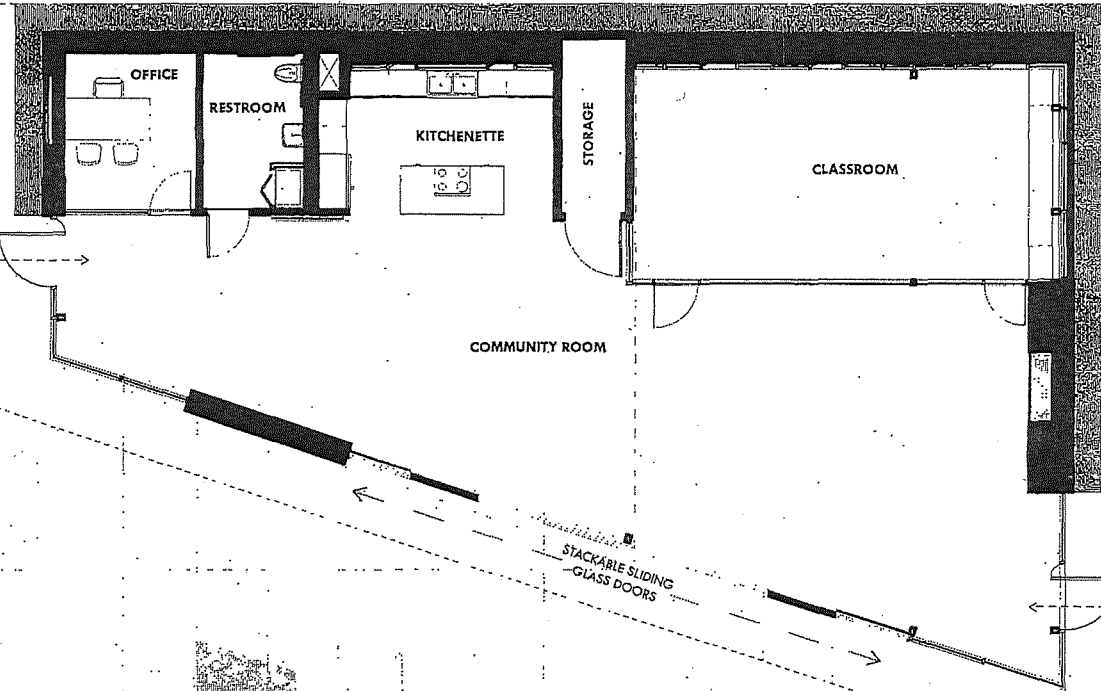 OFFICE
RESTROOM
KITCHENETTE
STORAGE
CLASSROOM
COMMUNITY ROOM
STACKABLE SLIDING
GLASS DOORS